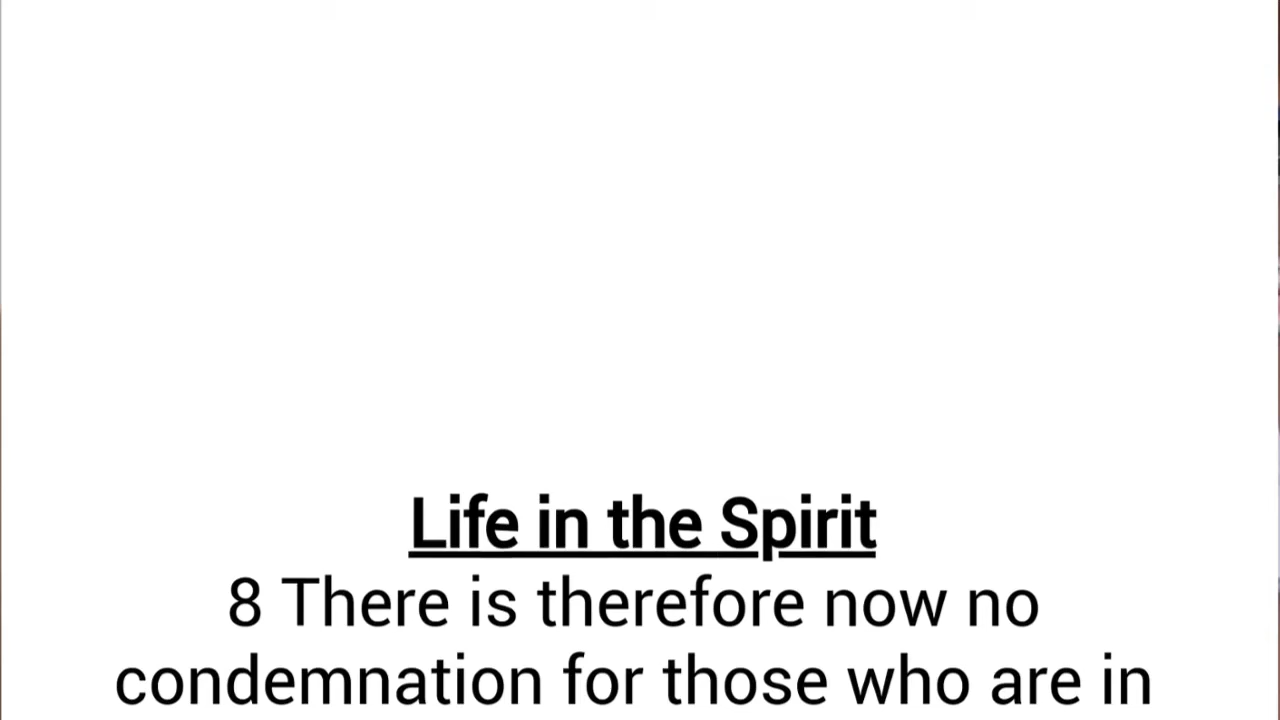 Life in the Spirit
8 There is therefore now no
condemnation for those who are in